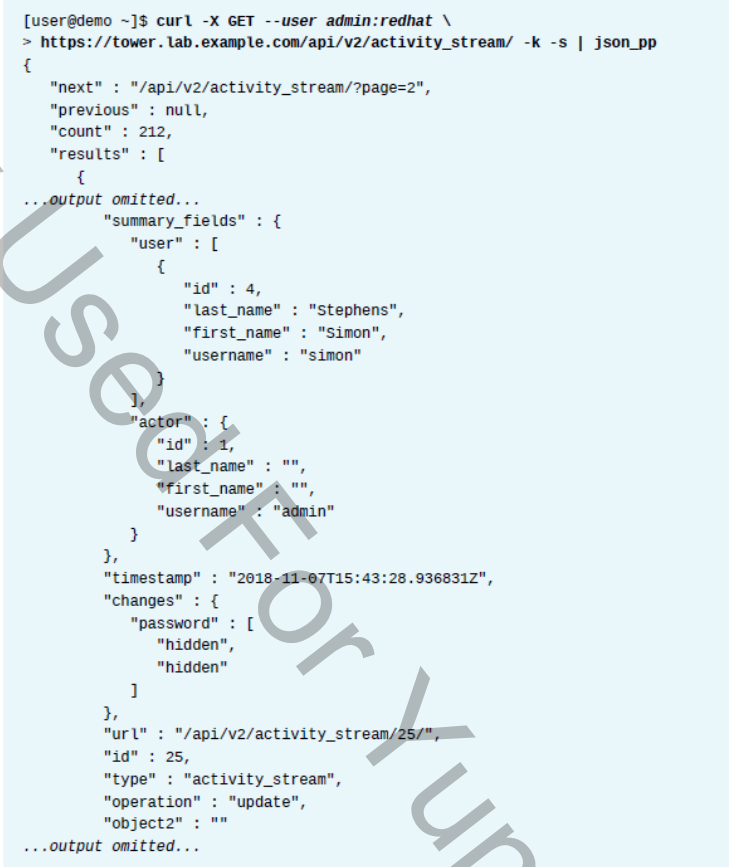 [user@demo ~]$ curl -X GET --user admin:redhat \
> https://tower.lab.example.com/api/v2/activity_stream/ -k -s | json_pp
{
   "next" : "/api/v2/activity_stream/?page=2",
   "previous" : null,
   "count" : 212,
   "results" : [
      {
...output omitted...
         "summary_fields" : {
            "user" : [
               {
                  "id" : 4,
                  "last_name" : "Stephens",
                  "first_name" : "Simon",
                  "username" : "simon"
               }
            ],
            "actor" : {
               "id" : 1,
               "last_name" : "",
               "first_name" : "",
               "username" : "admin"
            }
         },
         "timestamp" : "2018-11-07T15:43:28.936831Z",
         "changes" : {
            "password" : [
               "hidden",
               "hidden"
            ]
         },
         "url" : "/api/v2/activity_stream/25/",
         "id" : 25,
         "type" : "activity_stream",
         "operation" : "update",
         "object2" : ""
...output omitted...
Used For Yun